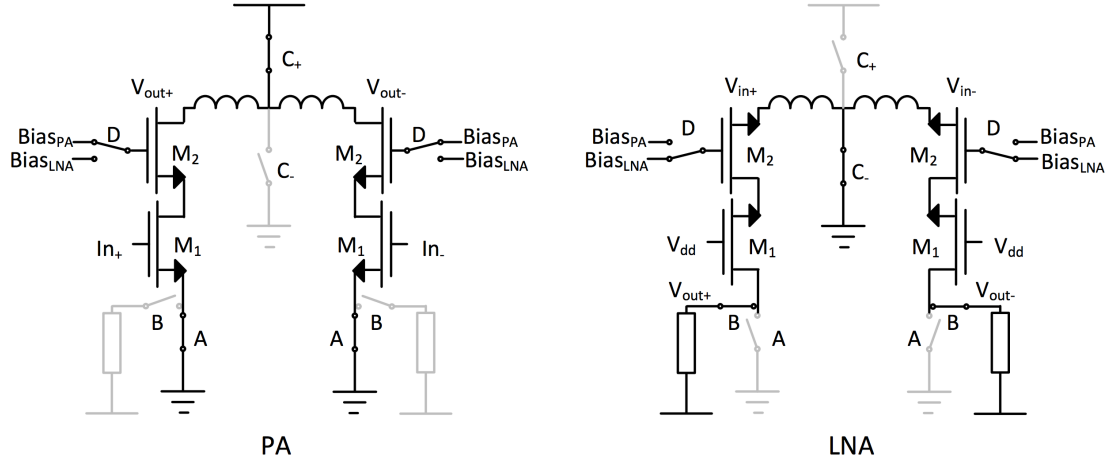 C+
Vout+
Vout-
BiasPA
D
D
BiasPA
BiasLNA
BiasLNA
M2
M2
C-
In+
M1
M1
In-
B
B
A
A
PA
C+
Vin+
Vin-
BiasPA
D
D
BiasPA
BiasLNA
BiasLNA
M2
M2
C-
Vdd
M1
M1
Vdd
Vout+
Vout-
B
B
A
A
LNA